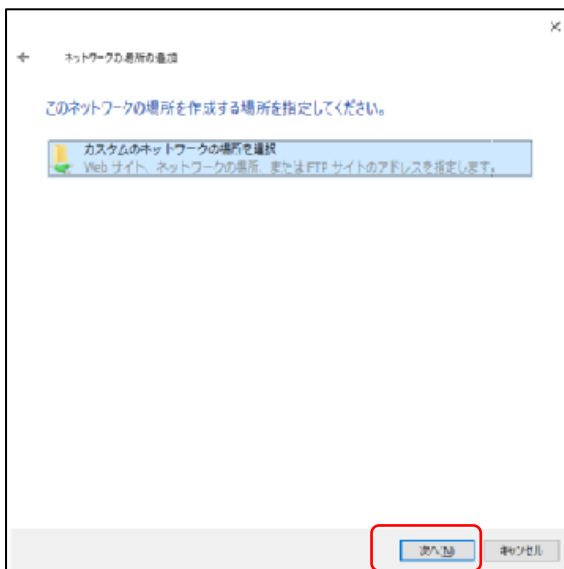 ネットワークの場所の追加
このネットワークの場所を作成する場所を指定してください。
カスタムのネットワークの場所を選択
Web サイト、ネットワークの場所、または FTP サイトのアドレスを指定します。
次へ(N)
キャンセル